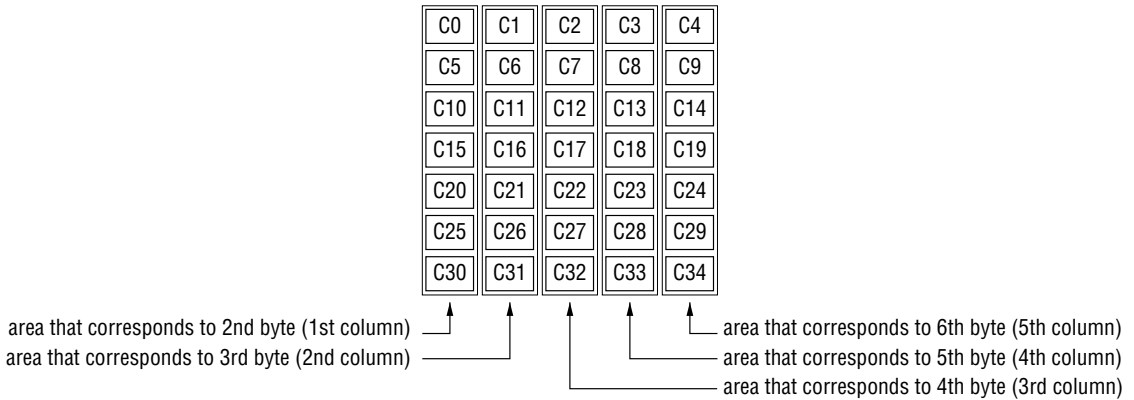 C0 C1 C2 C3 C4
C5 C6 C7 C8 C9
C10 C11 C12 C13 C14
C15 C16 C17 C18 C19
C20 C21 C22 C23 C24
C25 C26 C27 C28 C29
C30 C31 C32 C33 C34
area that corresponds to 2nd byte (1st column)
area that corresponds to 3rd byte (2nd column)
area that corresponds to 6th byte (5th column)
area that corresponds to 5th byte (4th column)
area that corresponds to 4th byte (3rd column)